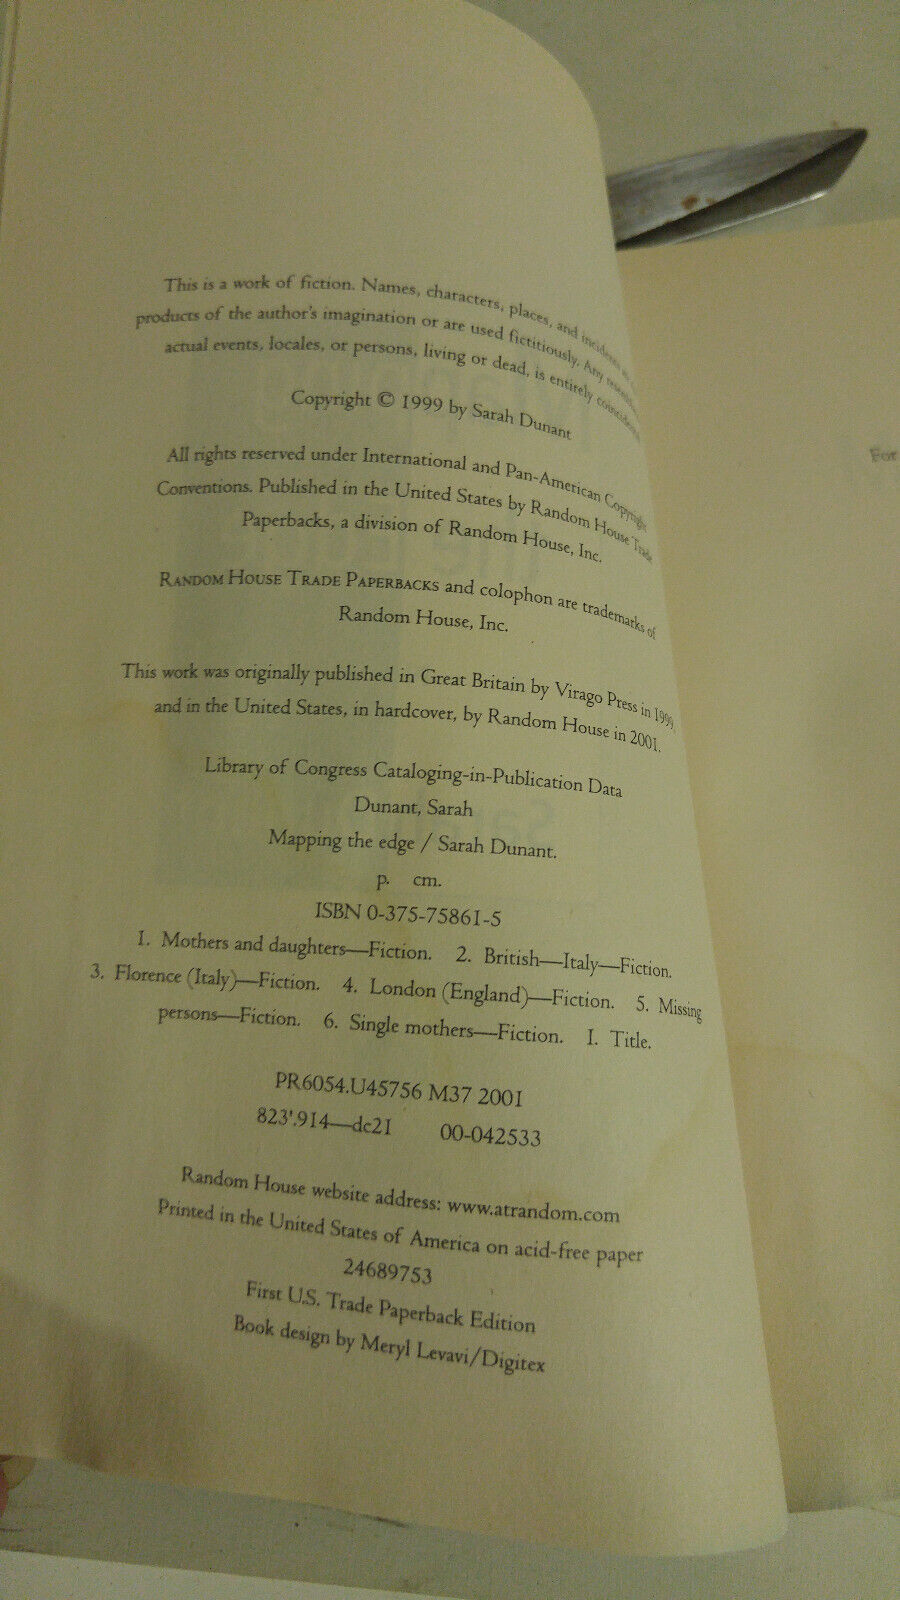 This is a work of fiction. Names, characters, places, and incidents
products of the author's imagination or are used fictitiously. Any
actual events, locales, or persons, living or dead, is entirely coincidental
Copyright © 1999 by Sarah Dunant
All rights reserved under International and Pan-American Copyright
Conventions. Published in the United States by Random House Trade
Paperbacks, a division of Random House, Inc.
RANDOM HOUSE TRADE PAPERBACKS and colophon are trademarks of
Random House, Inc.
This work was originally published in Great Britain by Virago Press in 1999,
and in the United States, in hardcover, by Random House in 2001.
Library of Congress Cataloging-in-Publication Data
Dunant, Sarah
Mapping the edge / Sarah Dunant.
p. cm.
ISBN 0-375-75861-5
1. Mothers and daughters—Fiction. 2. British—Italy—Fiction.
3. Florence (Italy)—Fiction. 4. London (England)—Fiction. 5. Missing
persons—Fiction. 6. Single mothers—Fiction. I. Title.
PR6054.U45756 M37 2001
823'.914—dc21 00-042533
Random House website address: www.atrandom.com
Printed in the United States of America on acid-free paper
24689753
First U.S. Trade Paperback Edition
Book design by Meryl Levavi/Digitex
For